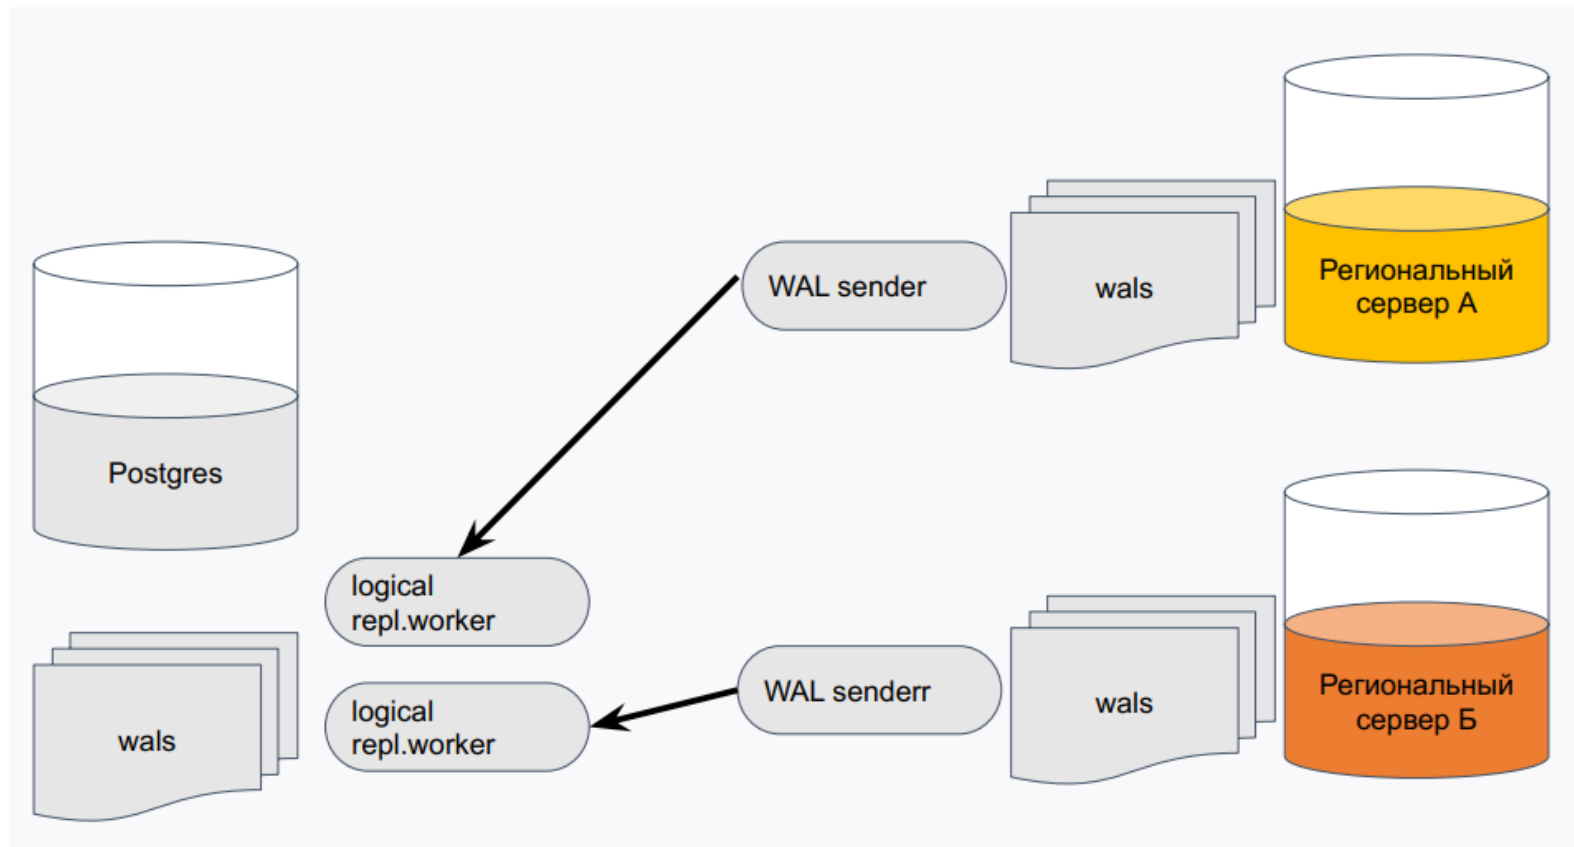 Региональный
сервер А
WAL sender
wals
Postgres
logical
repl.worker
Региональный
сервер Б
WAL senderr
wals
logical
repl.worker
wals